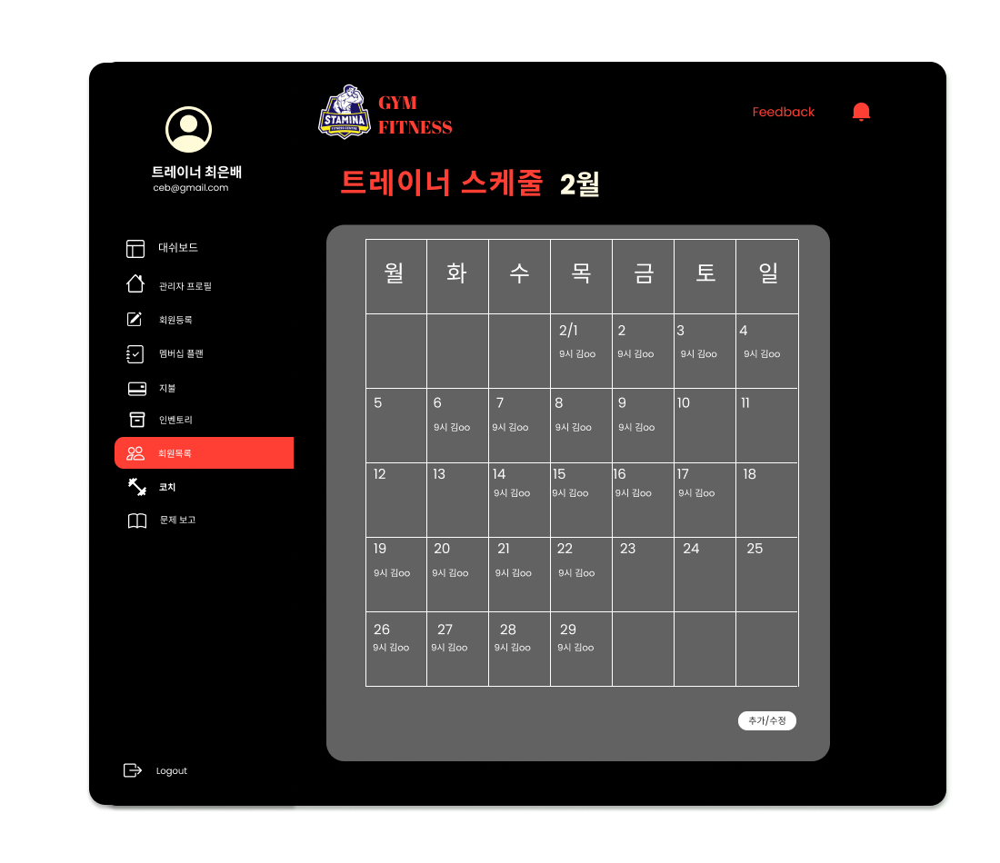 트레이너 최은배
ceb@gmail.com
대쉬보드
관리자 프로필
회원등록
멤버십 플랜
지불
인벤토리
회원목록
코치
문제 보고
Logout
STAMINA
FITNESS CENTRE
GYM
FITNESS
Feedback
트레이너 스케줄 2월
월 화 수 목 금 토 일
2/1 2 3 4
9시 김oo 9시 김oo 9시 김oo 9시 김oo
5 6 7 8 9 10 11
9시 김oo 9시 김oo 9시 김oo 9시 김oo
12 13 14 15 16 17 18
9시 김oo 9시 김oo 9시 김oo 9시 김oo
19 20 21 22 23 24 25
9시 김oo 9시 김oo 9시 김oo 9시 김oo
26 27 28 29
9시 김oo 9시 김oo 9시 김oo 9시 김oo
추가/수정